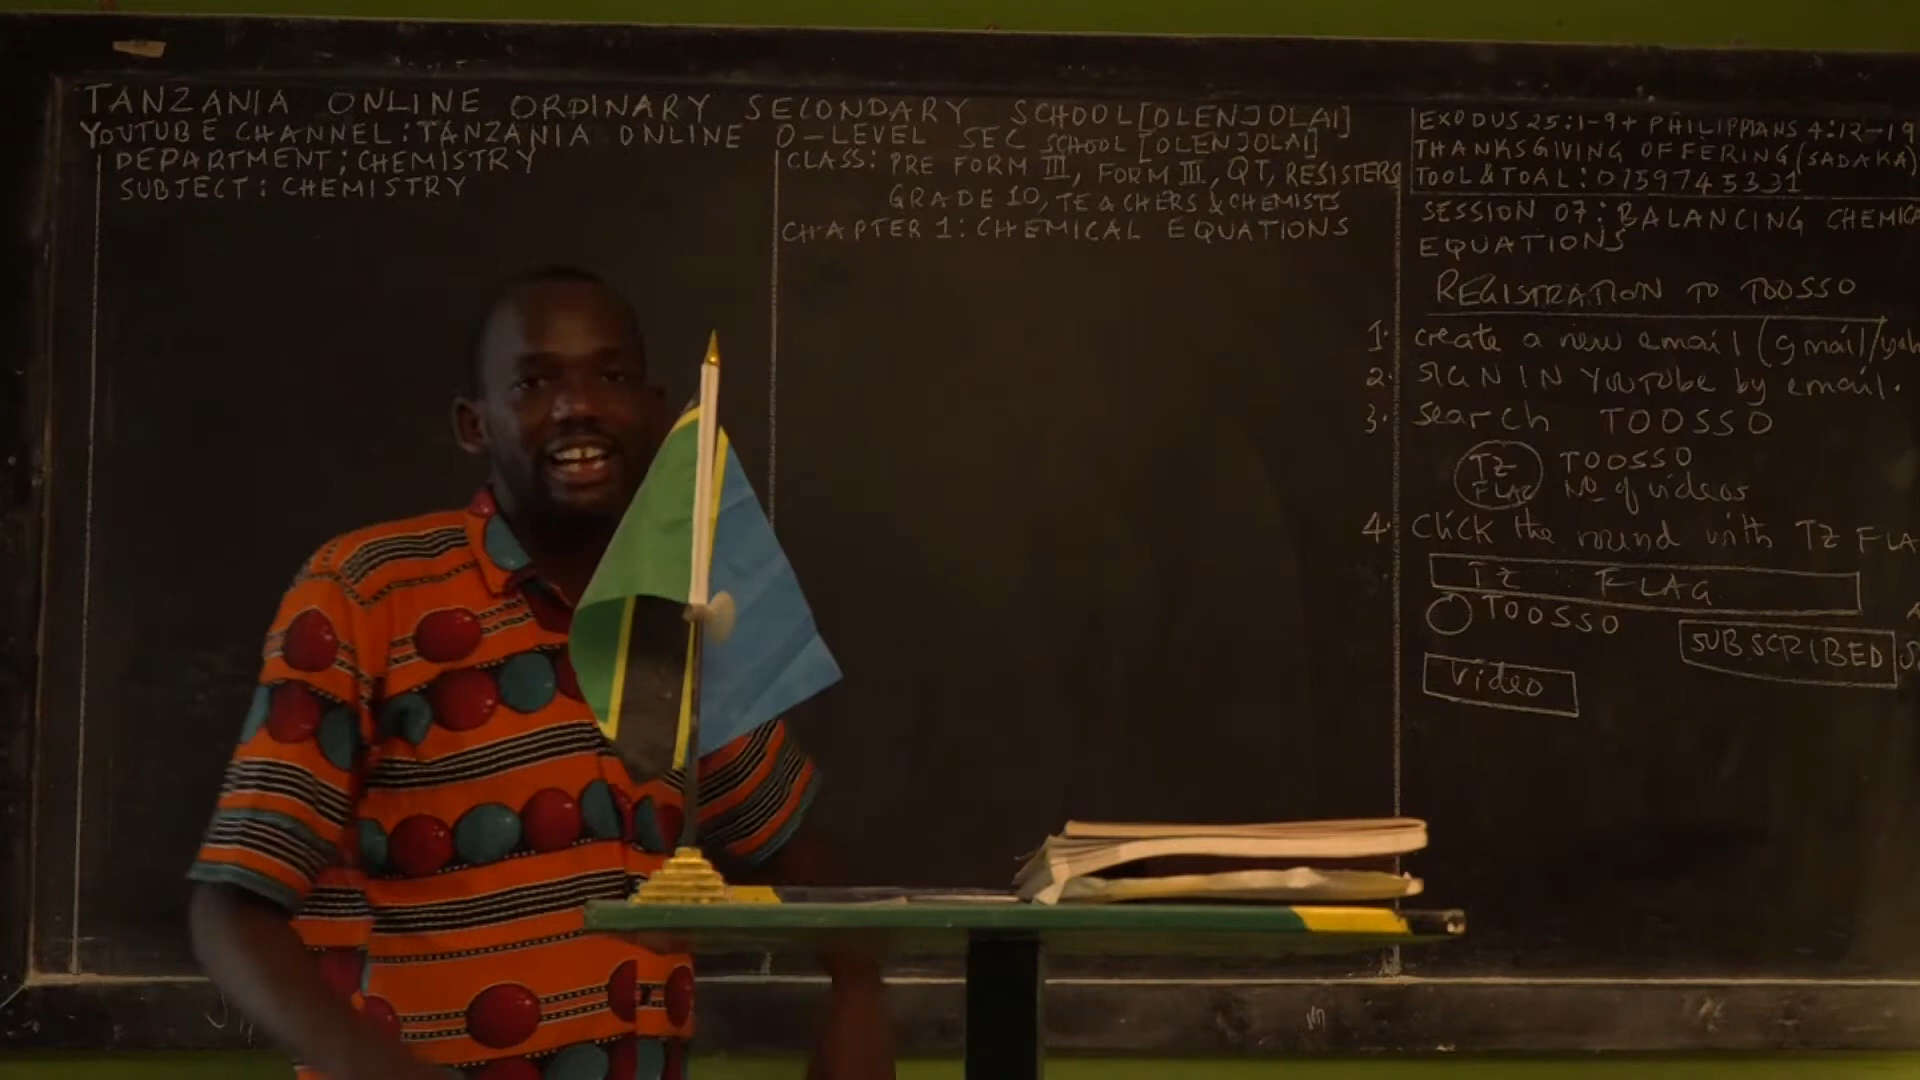 TANZANIA ONLINE ORDINARY SECONDARY SCHOOL [OLENJOLAI]
YOUTUBE CHANNEL: TANZANIA ONLINE O-LEVEL SEC SCHOOL [OLENJOLAI]
DEPARTMENT: CHEMISTRY
SUBJECT: CHEMISTRY
CLASS: PRE FORM III, FORM III, QT, RESISTERS
GRADE 10, TEACHERS & CHEMISTS
CHAPTER 1: CHEMICAL EQUATIONS
EXODUS 25:1-9 + PHILIPPIANS 4:12-19
THANKSGIVING OFFERING (SADAKA)
TOOL & TOAL: 0759745331
SESSION 07: BALANCING CHEMICA
EQUATIONS
REGISTRATION TO TOOSSO
1. create a new email (gmail/yah
2. SIGN IN YOUTUBE by email.
3. search TOOSSO
TZ TOOSSO
FLAG No of videos
4. Click the round with TZ FLA
TZ FLAG
TOOSSO
SUBSCRIBED
Video